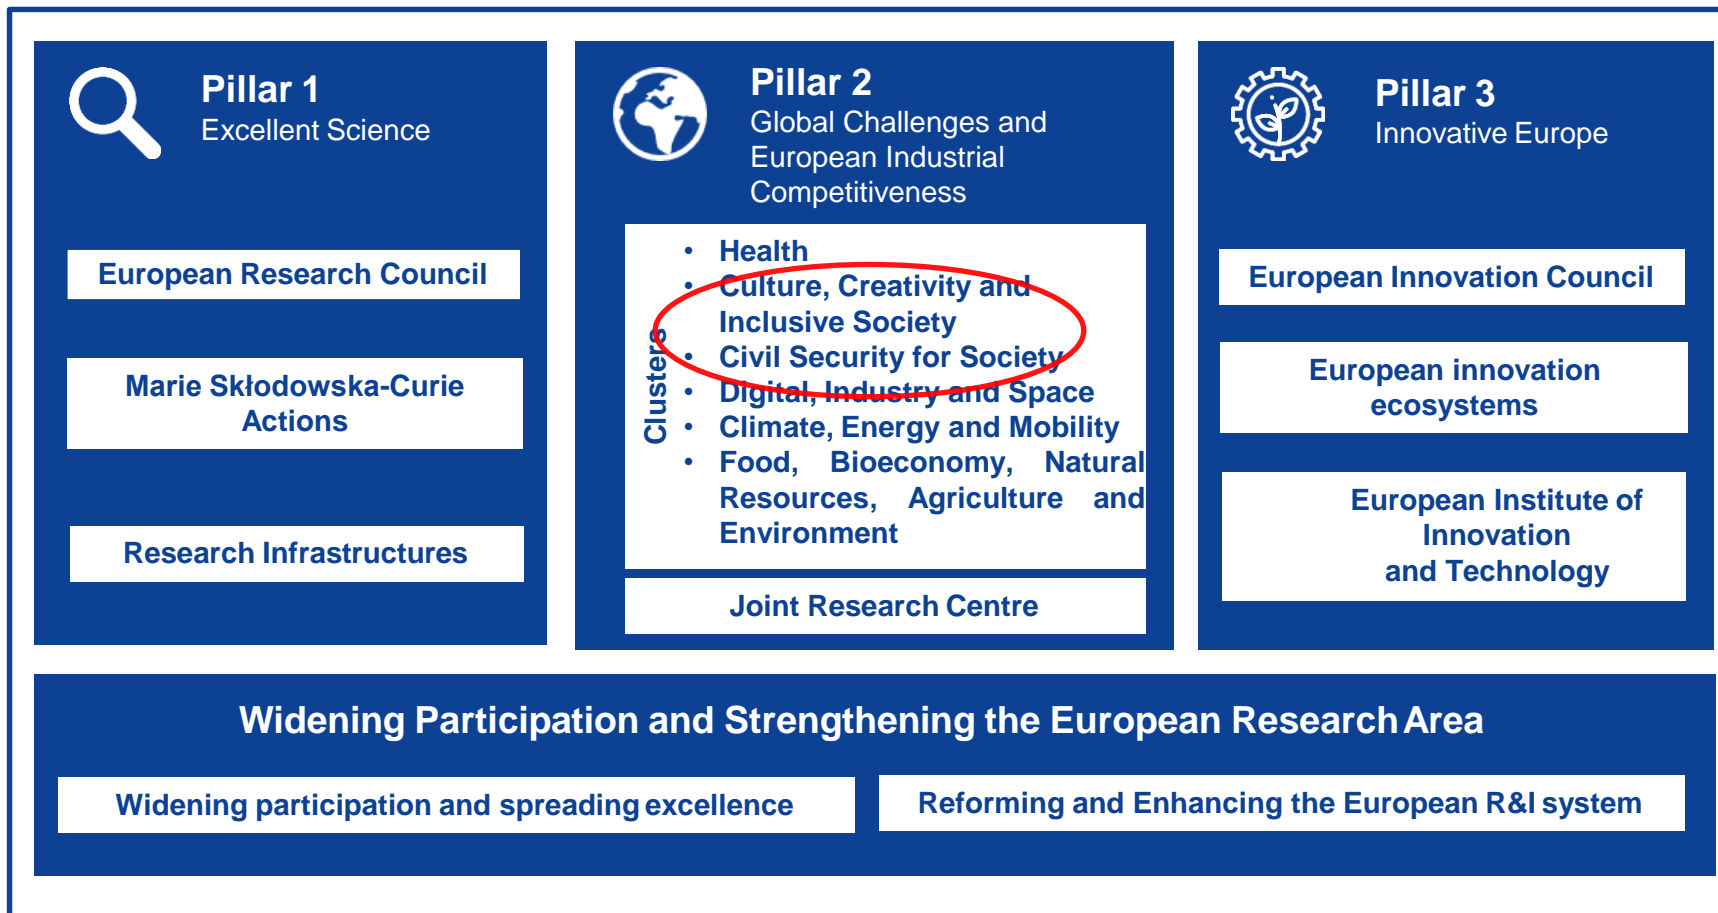 Pillar 1
Excellent Science
European Research Council
Marie Skłodowska-Curie
Actions
Research Infrastructures
Pillar 2
Global Challenges and
European Industrial
Competitiveness
Clusters
• Health
• Culture, Creativity and
Inclusive Society
• Civil Security for Society
• Digital, Industry and Space
• Climate, Energy and Mobility
• Food, Bioeconomy, Natural
Resources, Agriculture and
Environment
Joint Research Centre
Pillar 3
Innovative Europe
European Innovation Council
European innovation
ecosystems
European Institute of
Innovation
and Technology
Widening Participation and Strengthening the European Research Area
Widening participation and spreading excellence
Reforming and Enhancing the European R&I system